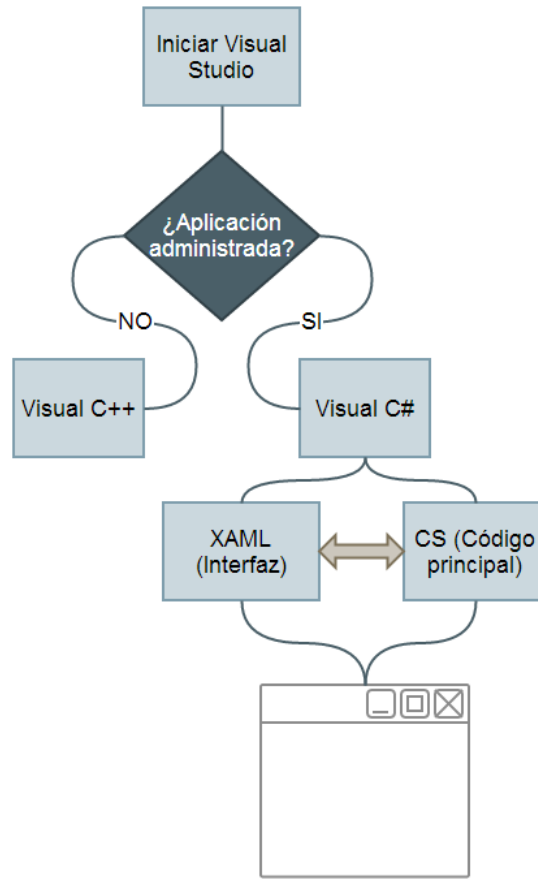 Iniciar Visual
Studio
¿Aplicación
administrada?
NO
SI
Visual C++
Visual C#
XAML
(Interfaz)
CS (Código
principal)